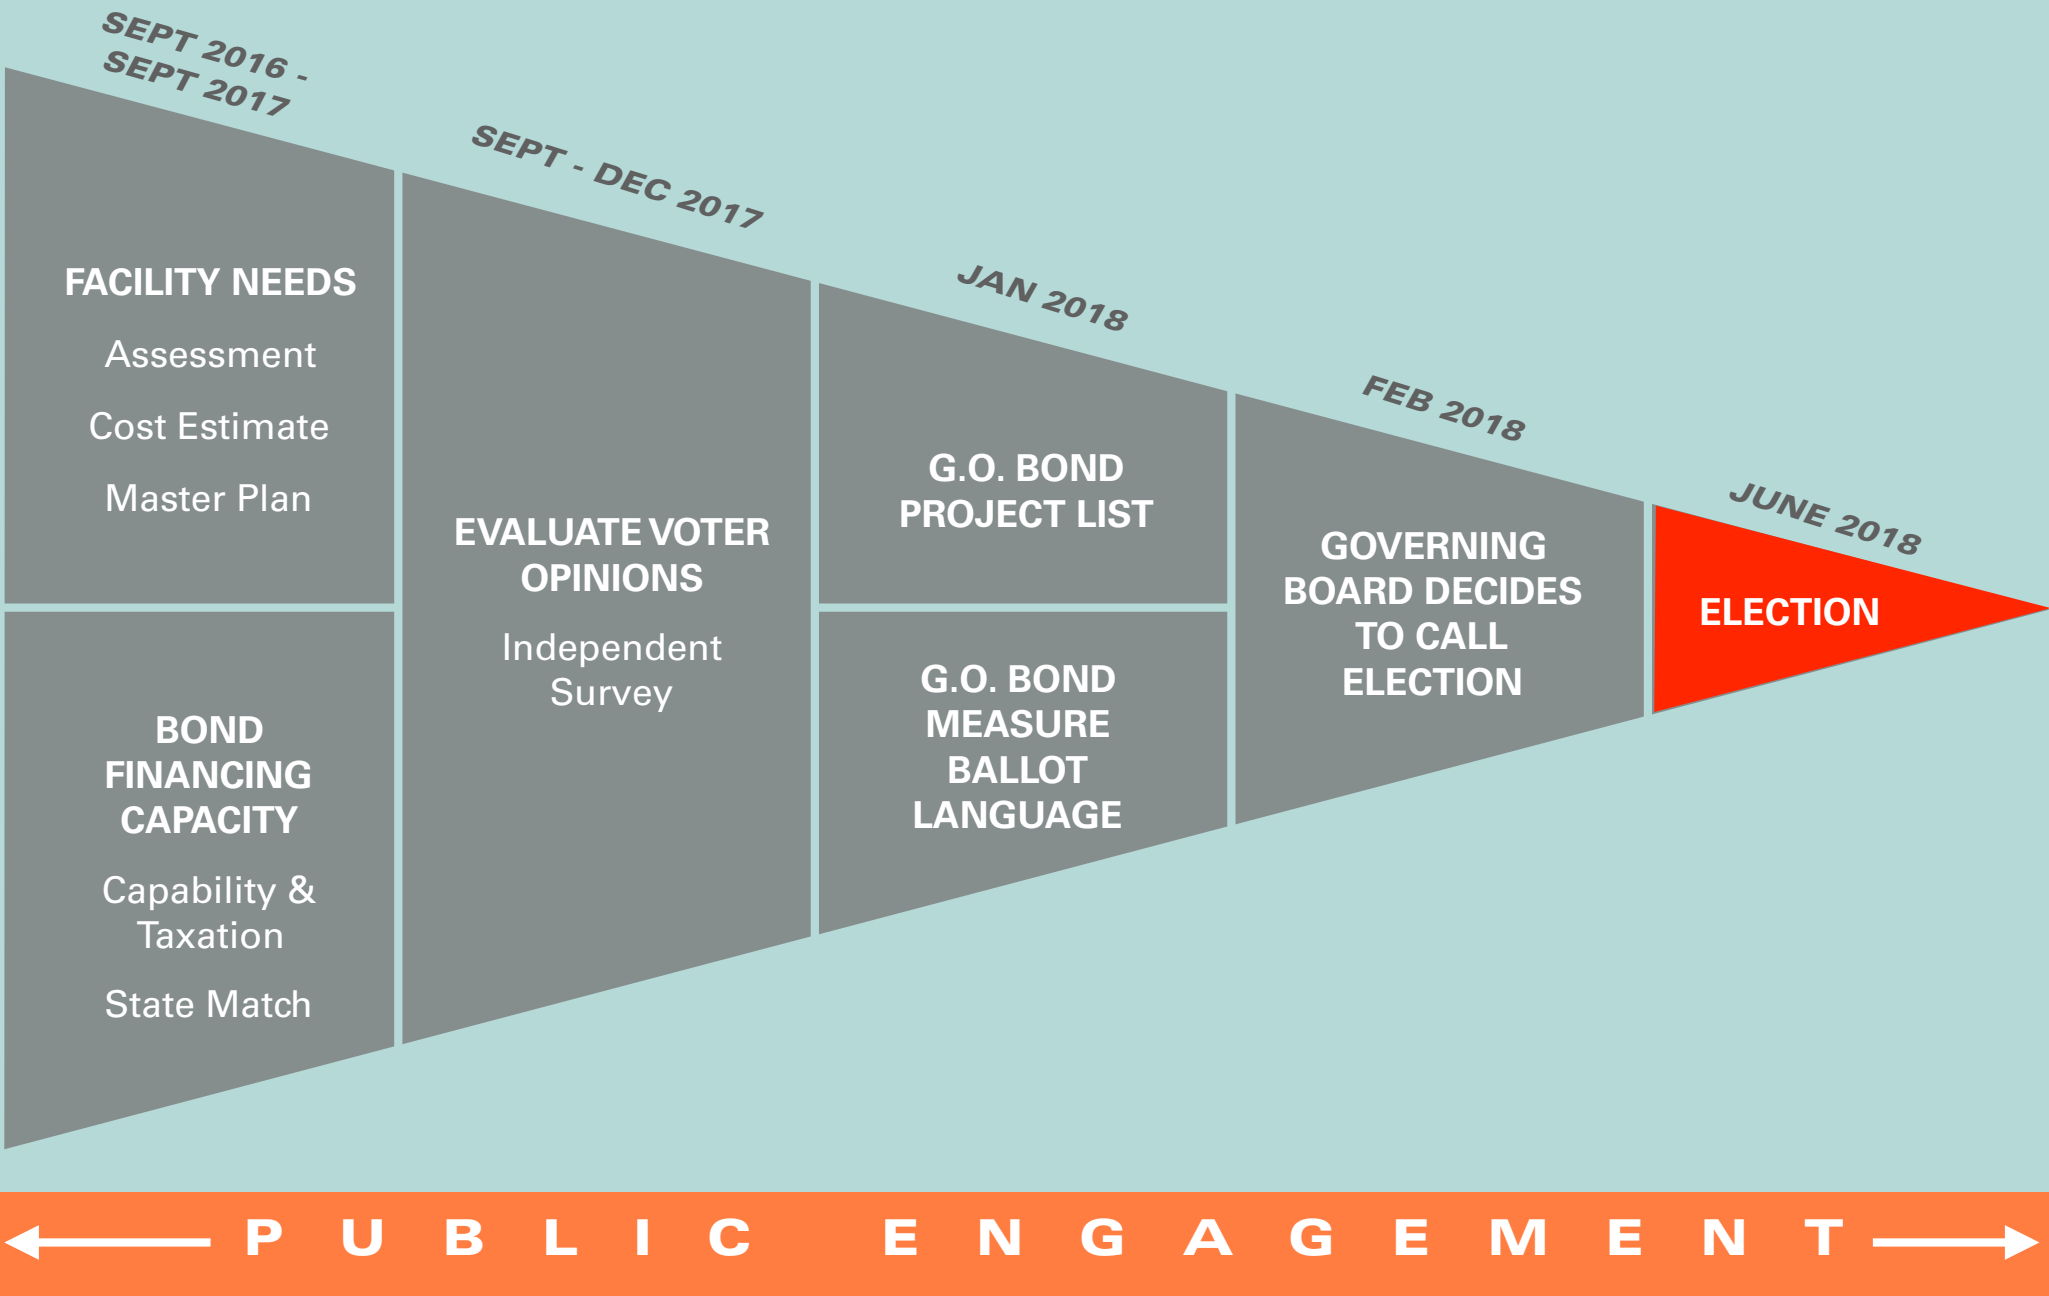 SEPT 2016 -
SEPT 2017
FACILITY NEEDS
Assessment
Cost Estimate
Master Plan
BOND
FINANCING
CAPACITY
Capability &
Taxation
State Match
SEPT - DEC 2017
EVALUATE VOTER
OPINIONS
Independent
Survey
JAN 2018
G.O. BOND
PROJECT LIST
G.O. BOND
MEASURE
BALLOT
LANGUAGE
FEB 2018
GOVERNING
BOARD DECIDES
TO CALL
ELECTION
JUNE 2018
ELECTION
PUBLIC ENGAGEMENT